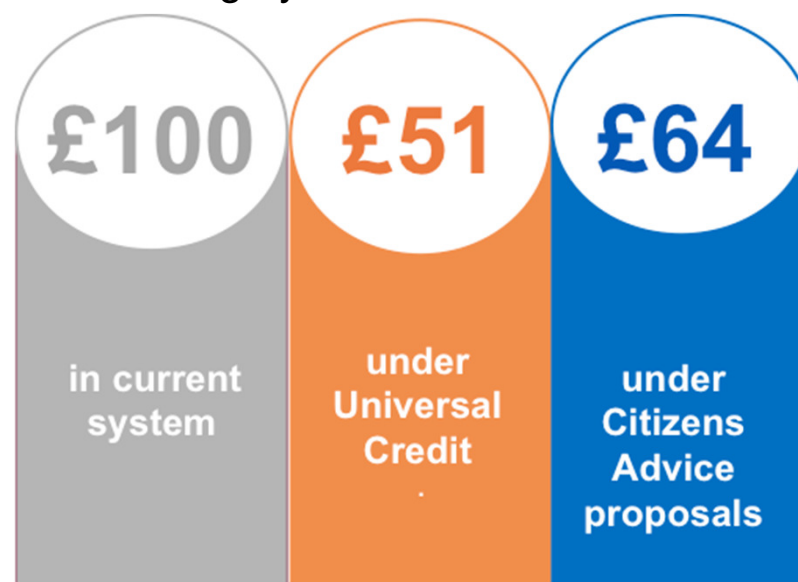 £100
in current
system
£51
under
Universal
Credit
.
£64
under
Citizens
Advice
proposals